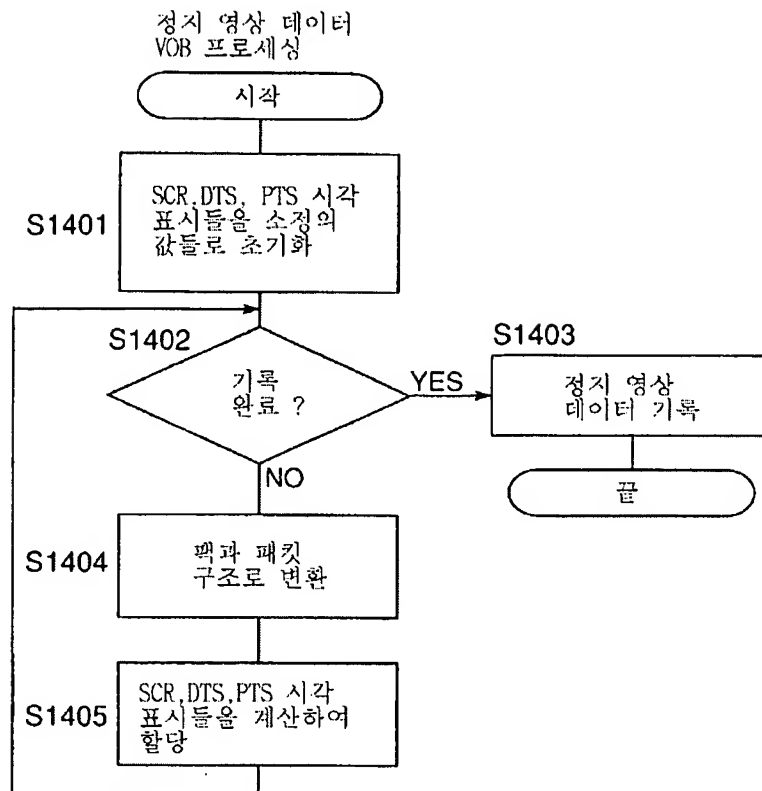 정지 영상 데이터
VOB 프로세싱
시작
S1401
SCR,DTS, PTS 시각
표시들을 소정의
값들로 초기화
S1402
기록
완료 ?
YES
S1403
정지 영상
데이터 기록
끝
NO
S1404
팩과 패킷
구조로 변환
S1405
SCR,DTS,PTS 시각
표시들을 계산하여
할당